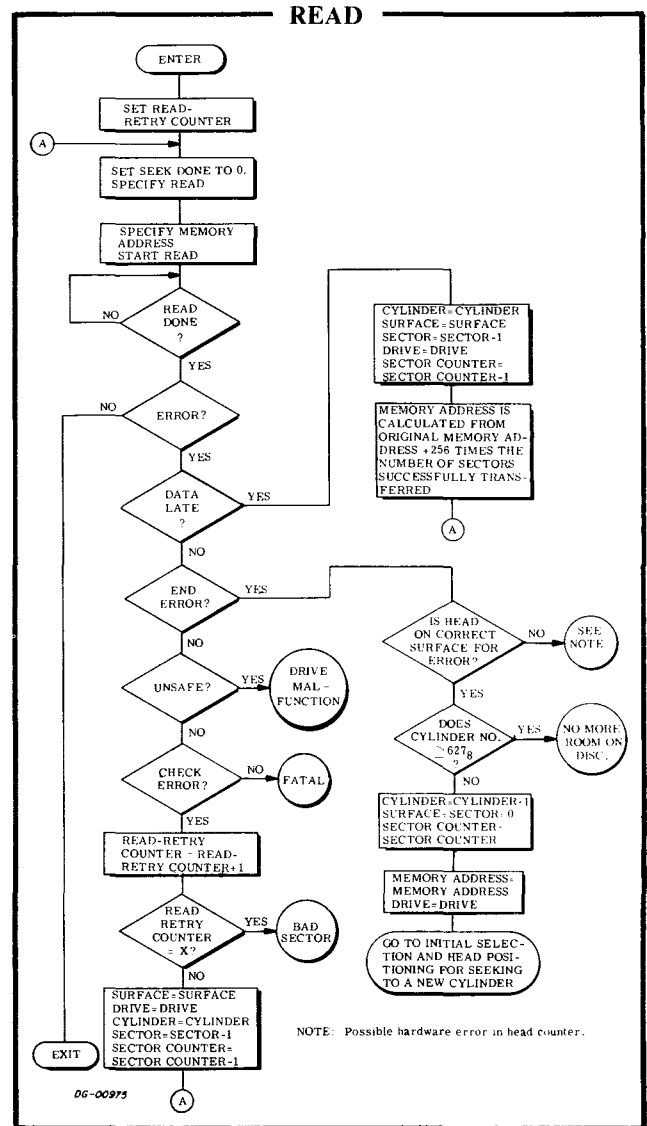 READ
ENTER
SET READ-
RETRY COUNTER
A
SET SEEK DONE TO 0.
SPECIFY READ
SPECIFY MEMORY
ADDRESS
START READ
READ
DONE
?
NO
YES
ERROR?
NO
YES
DATA
LATE
?
YES
NO
CYLINDER=CYLINDER
SURFACE=SURFACE
SECTOR=SECTOR-1
DRIVE=DRIVE
SECTOR COUNTER=
SECTOR COUNTER-1
MEMORY ADDRESS IS
CALCULATED FROM
ORIGINAL MEMORY AD-
DRESS +256 TIMES THE
NUMBER OF SECTORS
SUCCESSFULLY TRANS-
FERRED
A
END
ERROR?
YES
NO
IS HEAD
ON CORRECT
SURFACE FOR
ERROR?
NO
SEE
NOTE
YES
DOES
CYLINDER NO.
≥627₈
?
YES
NO MORE
ROOM ON
DISC.
NO
CYLINDER=CYLINDER+1
SURFACE=SECTOR=0
SECTOR COUNTER-
SECTOR COUNTER
MEMORY ADDRESS=
MEMORY ADDRESS
DRIVE=DRIVE
GO TO INITIAL SELEC-
TION AND HEAD POSI-
TIONING FOR SEEKING
TO A NEW CYLINDER
UNSAFE?
YES
DRIVE
MAL-
FUNCTION
NO
CHECK
ERROR?
NO
FATAL
YES
READ-RETRY
COUNTER = READ-
RETRY COUNTER+1
READ
RETRY
COUNTER
= X?
YES
BAD
SECTOR
NO
SURFACE=SURFACE
DRIVE=DRIVE
CYLINDER=CYLINDER
SECTOR=SECTOR-1
SECTOR COUNTER=
SECTOR COUNTER-1
A
EXIT
NOTE: Possible hardware error in head counter.
DG-00975